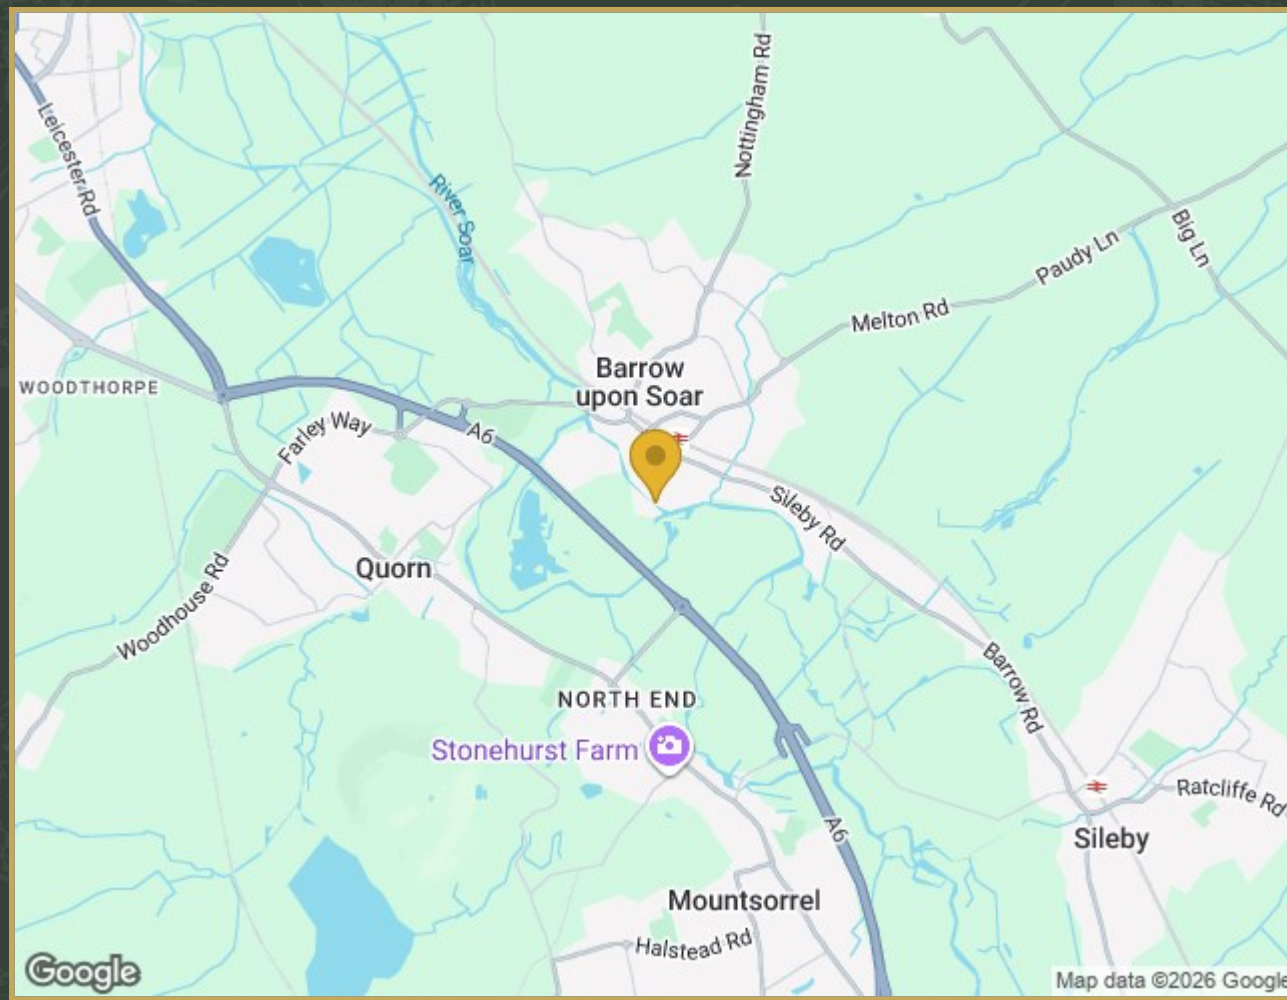 Nottingham Rd
Leicester Rd
River Soar
Big Ln
Paudy Ln
Melton Rd
Barrow
upon Soar
WOODTHORPE
Farley Way
A6
Sileby Rd
Quorn
Woodhouse Rd
Barrow Rd
NORTH END
Stonehurst Farm
Ratcliffe Rd
A6
Sileby
Mountsorrel
Halstead Rd
Google
Map data ©2026 Google